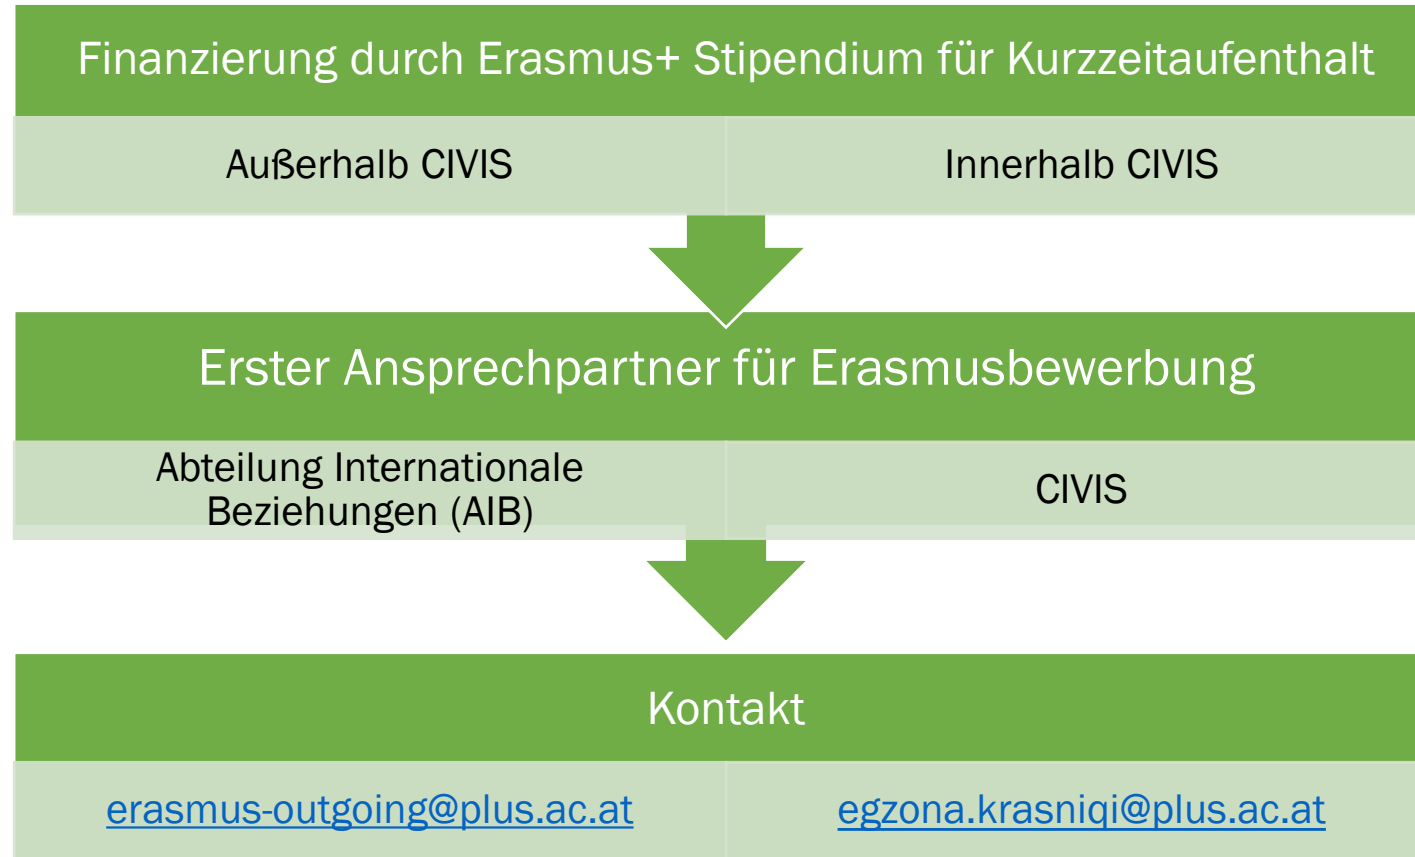 Finanzierung durch Erasmus+ Stipendium für Kurzzeitaufenthalt
Außerhalb CIVIS
Innerhalb CIVIS
Erster Ansprechpartner für Erasmusbewerbung
Abteilung Internationale
Beziehungen (AIB)
CIVIS
Kontakt
erasmus-outgoing@plus.ac.at
egzona.krasniqi@plus.ac.at